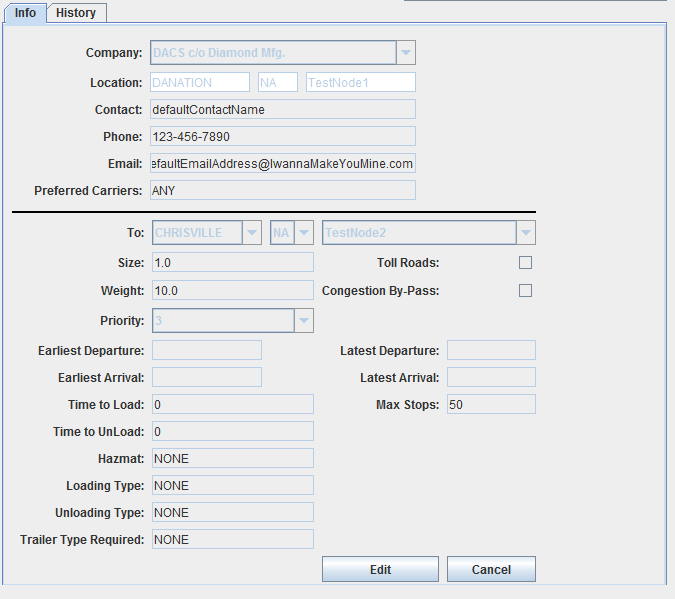 Info History
Company: DACS c/o Diamond Mfg.
Location: DANATION NA TestNode1
Contact: defaultContactName
Phone: 123-456-7890
Email: efaultEmailAddress@IwannaMakeYouMine.com
Preferred Carriers: ANY
To: CHRISVILLE NA TestNode2
Size: 1.0 Toll Roads:
Weight: 10.0 Congestion By-Pass:
Priority: 3
Earliest Departure: Latest Departure:
Earliest Arrival: Latest Arrival:
Time to Load: 0 Max Stops: 50
Time to UnLoad: 0
Hazmat: NONE
Loading Type: NONE
Unloading Type: NONE
Trailer Type Required: NONE
Edit Cancel